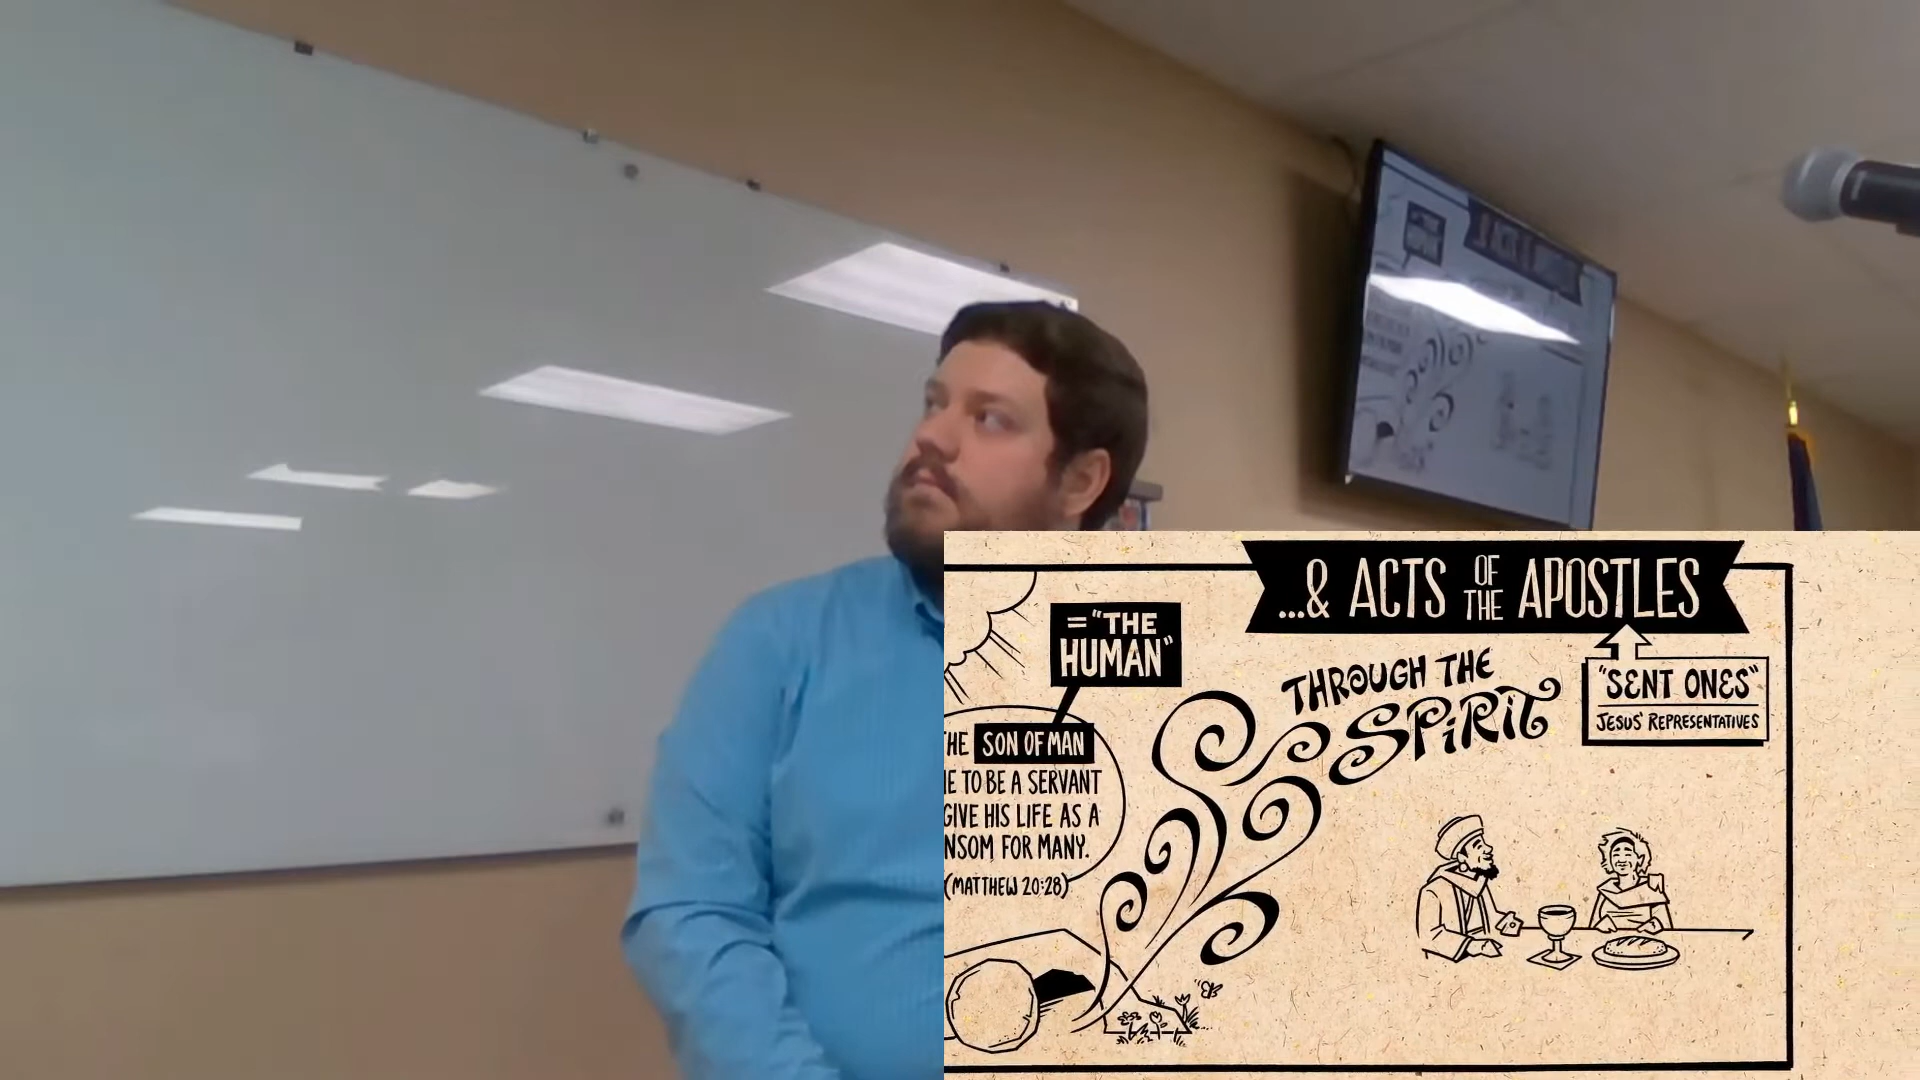 ...& ACTS OF THE APOSTLES
= "THE
HUMAN"
THROUGH THE
SPIRIT
"SENT ONES"
JESUS' REPRESENTATIVES
HE SON OF MAN
E TO BE A SERVANT
GIVE HIS LIFE AS A
NSOM FOR MANY.
(MATTHEW 20:28)